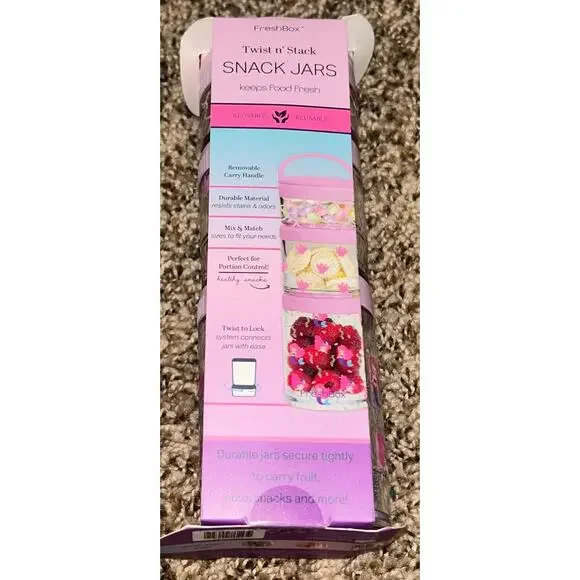 FreshBox™
Twist n' Stack
SNACK JARS
keeps Food Fresh
REUSABLE REUSABLE
Removable
Carry Handle
Durable Material
resists stains & odors
Mix & Match
sizes to fit your needs
Perfect for
Portion Control!
healthy snacks
Twist to Lock
system connects
jars with ease
FreshBox
Durable jars secure tightly
to carry fruit,
nuts, snacks and more!